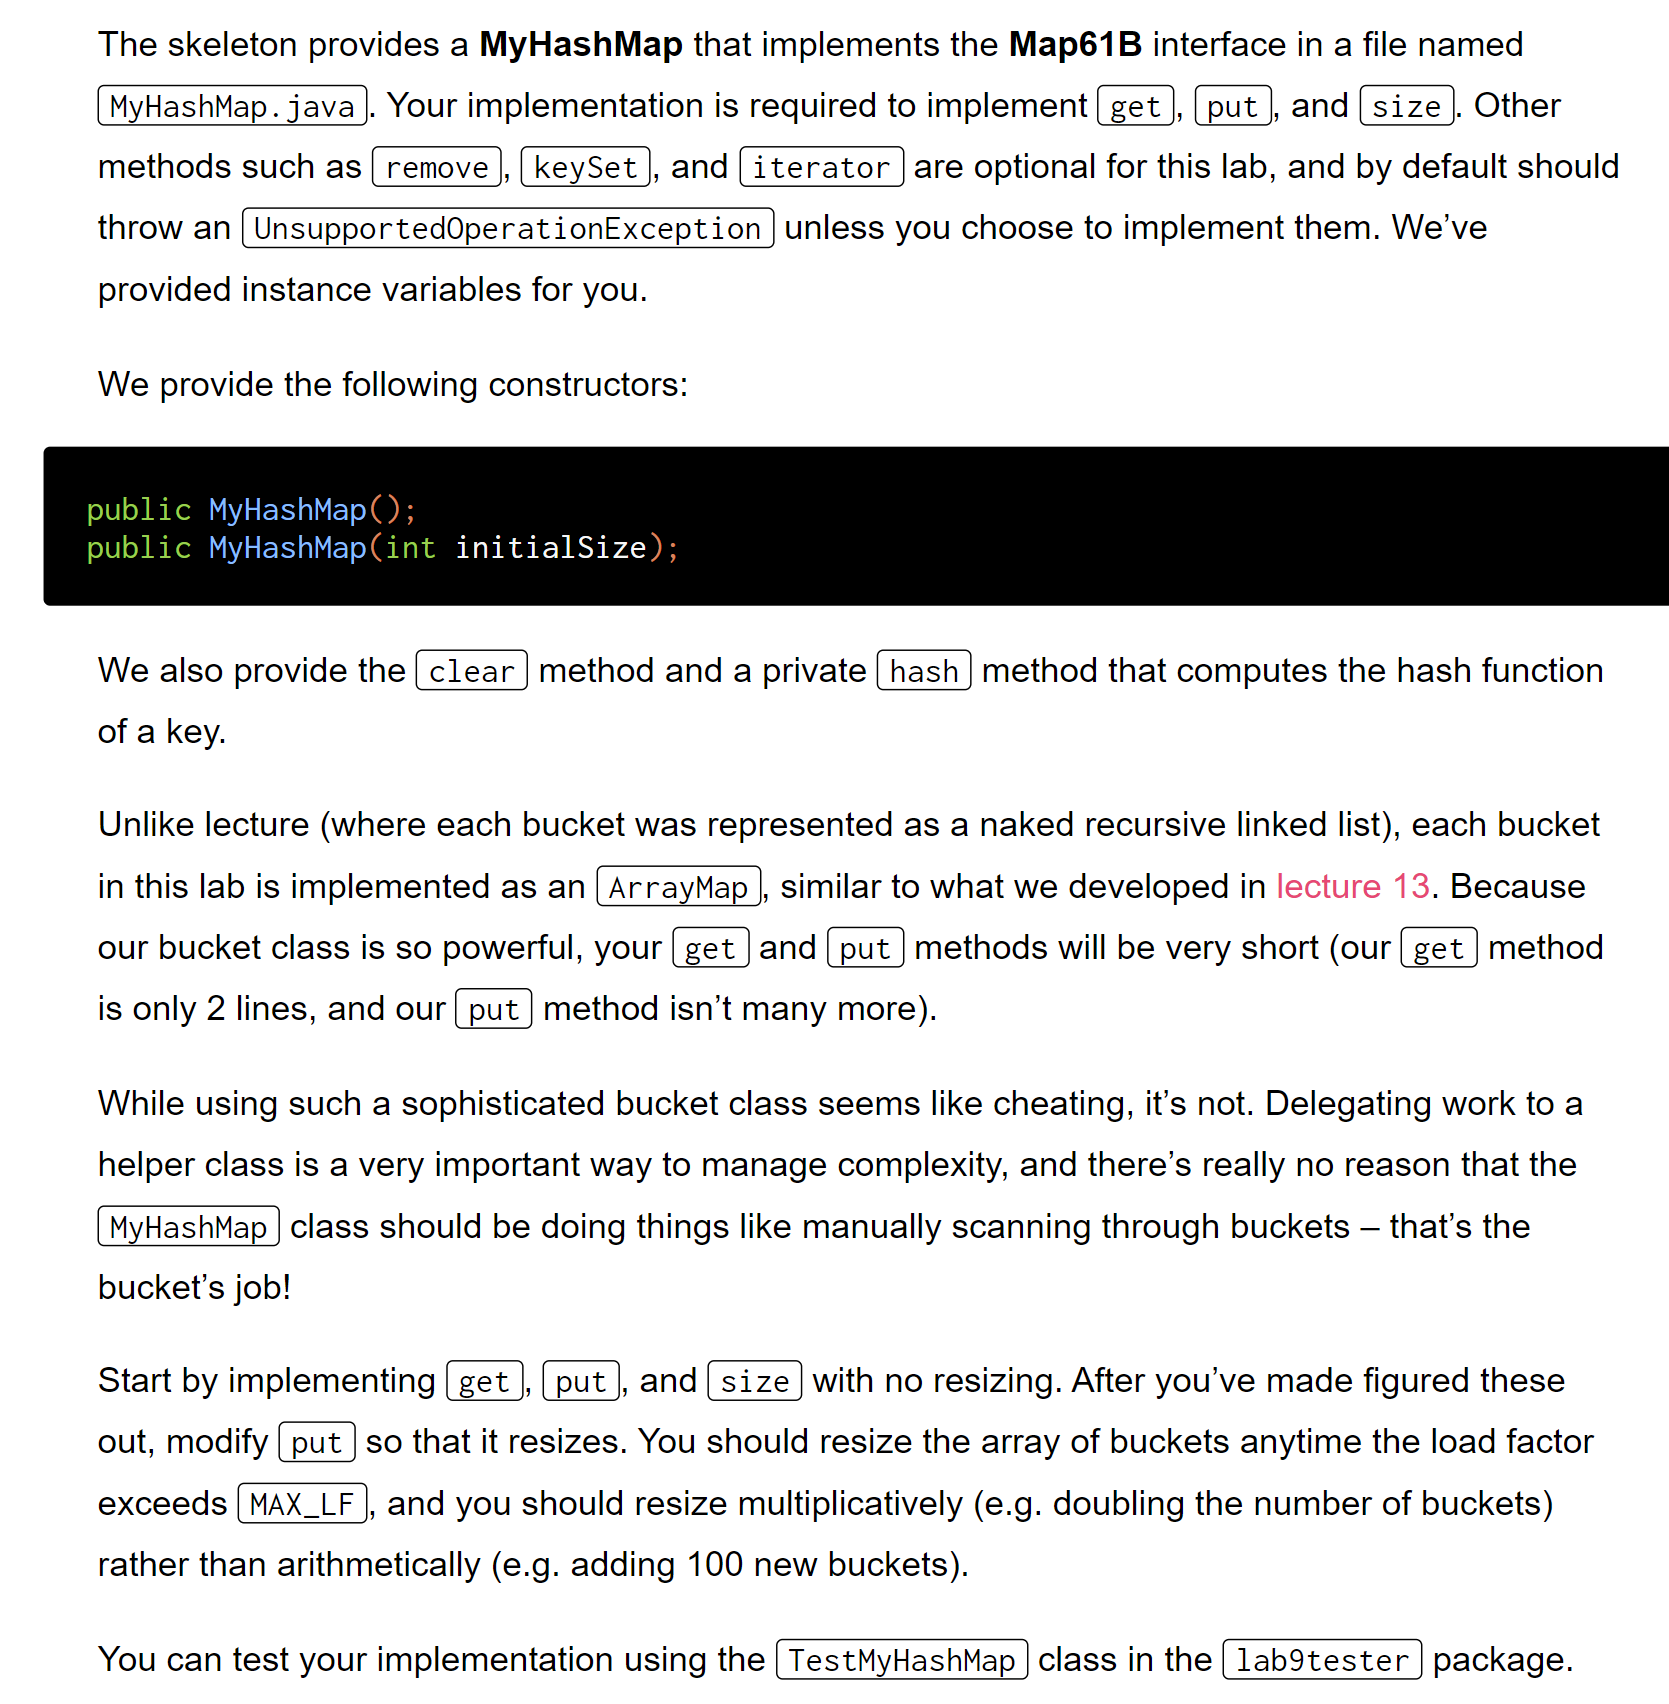 The skeleton provides a MyHashMap that implements the Map61B interface in a file named
MyHashMap.java. Your implementation is required to implement get, put, and size. Other
methods such as remove, keySet, and iterator are optional for this lab, and by default should
throw an UnsupportedOperationException unless you choose to implement them. We’ve
provided instance variables for you.
We provide the following constructors:
public MyHashMap();
public MyHashMap(int initialSize);
We also provide the clear method and a private hash method that computes the hash function
of a key.
Unlike lecture (where each bucket was represented as a naked recursive linked list), each bucket
in this lab is implemented as an ArrayMap, similar to what we developed in lecture 13. Because
our bucket class is so powerful, your get and put methods will be very short (our get method
is only 2 lines, and our put method isn’t many more).
While using such a sophisticated bucket class seems like cheating, it’s not. Delegating work to a
helper class is a very important way to manage complexity, and there’s really no reason that the
MyHashMap class should be doing things like manually scanning through buckets – that’s the
bucket’s job!
Start by implementing get, put, and size with no resizing. After you’ve made figured these
out, modify put so that it resizes. You should resize the array of buckets anytime the load factor
exceeds MAX_LF, and you should resize multiplicatively (e.g. doubling the number of buckets)
rather than arithmetically (e.g. adding 100 new buckets).
You can test your implementation using the TestMyHashMap class in the lab9tester package.